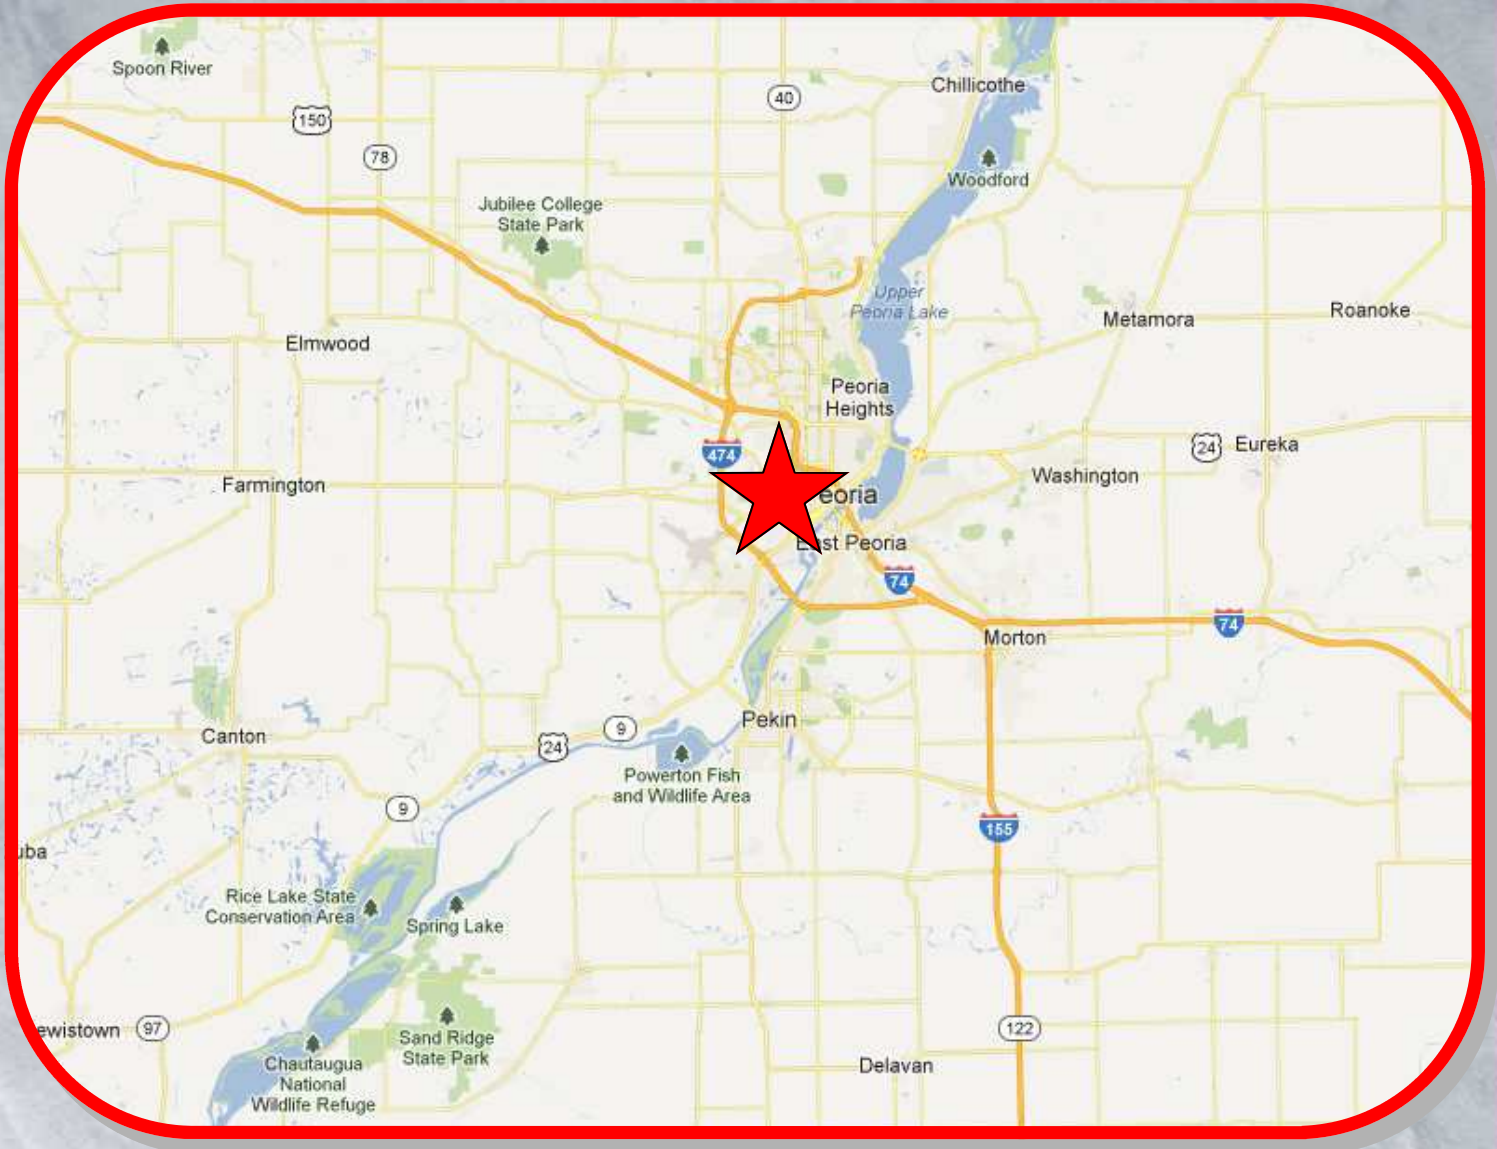 Spoon River
150
40
Chillicothe
78
Woodford
Jubilee College
State Park
Upper
Peoria Lake
Metamora
Roanoke
Elmwood
Peoria
Heights
474
24
Eureka
Washington
Farmington
eoria
East Peoria
74
74
Morton
Pekin
9
24
Canton
Powerton Fish
and Wildlife Area
9
155
uba
Rice Lake State
Conservation Area
Spring Lake
ewistown
97
Sand Ridge
State Park
122
Chautaugua
National
Wildlife Refuge
Delavan